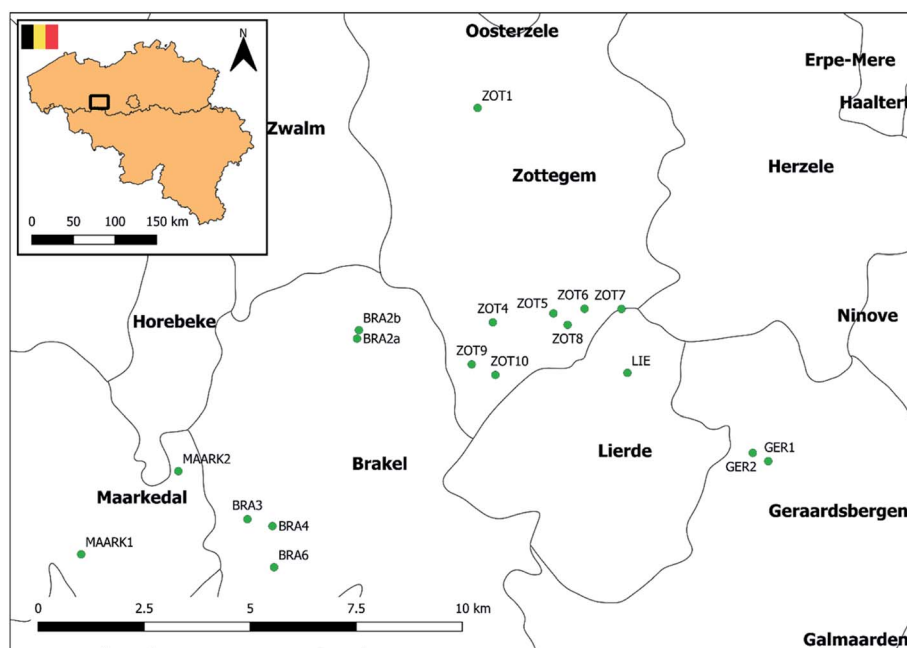 Oosterzele
N
Erpe-Mere
ZOT1
Haaltert
Zwalm
Herzele
Zottegem
0 50 100 150 km
ZOT6 ZOT7
ZOT5
ZOT4
Ninove
Horebeke
BRA2b
BRA2a
ZOT8
ZOT9
ZOT10
LIE
Lierde
GER1
GER2
MAARK2
Brakel
Maarkedal
BRA3
BRA4
Geraardsbergen
MAARK1
BRA6
0 2.5 5 7.5 10 km
Galmaarden